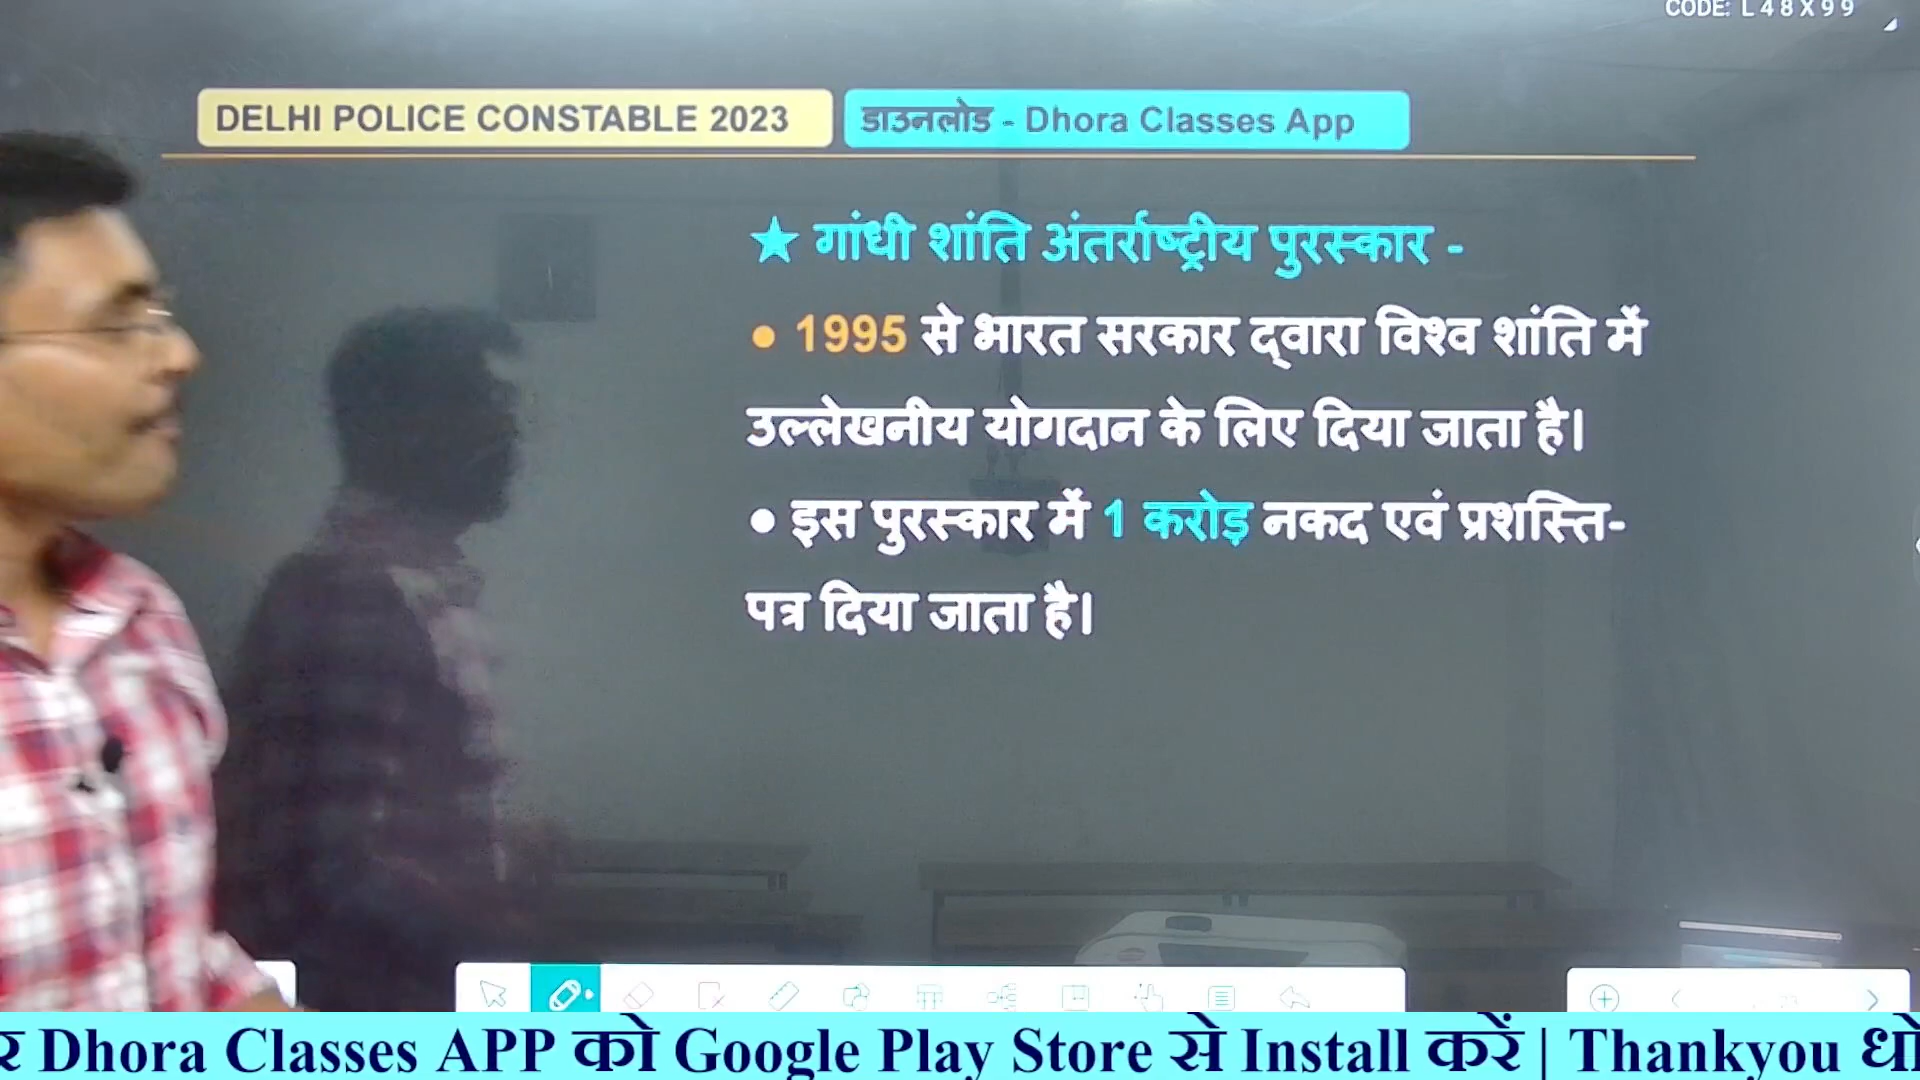 CODE: L48X99
DELHI POLICE CONSTABLE 2023
डाउनलोड - Dhora Classes App
★ गांधी शांति अंतर्राष्ट्रीय पुरस्कार -
• 1995 से भारत सरकार द्वारा विश्व शांति में
उल्लेखनीय योगदान के लिए दिया जाता है।
• इस पुरस्कार में 1 करोड़ नकद एवं प्रशस्ति-
पत्र दिया जाता है।
Dhora Classes APP को Google Play Store से Install करें | Thankyou